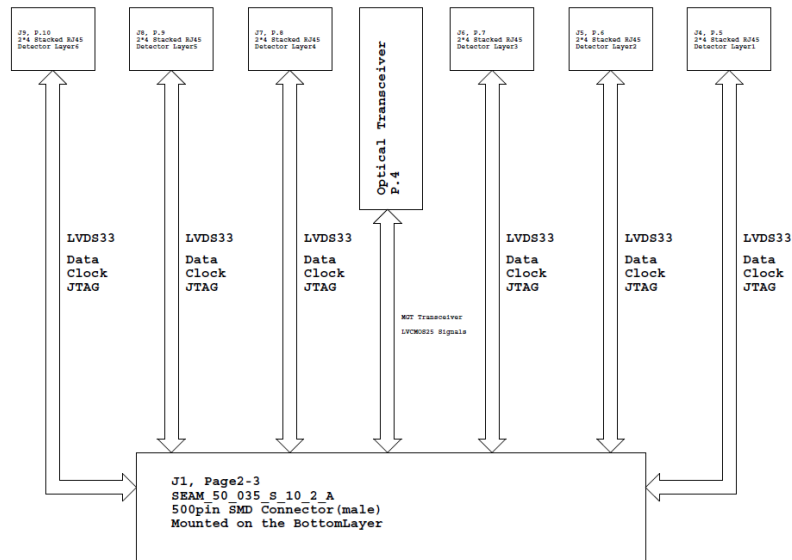 J9, P.10
2*4 Stacked RJ45
Detector Layer6
J8, P.9
2*4 Stacked RJ45
Detector Layer5
J7, P.8
2*4 Stacked RJ45
Detector Layer4
Optical Transceiver
P.4
J6, P.7
2*4 Stacked RJ45
Detector Layer3
J5, P.6
2*4 Stacked RJ45
Detector Layer2
J4, P.5
2*4 Stacked RJ45
Detector Layer1
LVDS33
Data
Clock
JTAG
LVDS33
Data
Clock
JTAG
LVDS33
Data
Clock
JTAG
MGT Transceiver
LVCMOS25 Signals
LVDS33
Data
Clock
JTAG
LVDS33
Data
Clock
JTAG
LVDS33
Data
Clock
JTAG
J1, Page2-3
SEAM_50_035_S_10_2_A
500pin SMD Connector(male)
Mounted on the BottomLayer